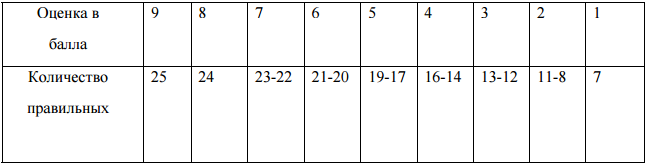 Оценка в 9 8 7 6 5 4 3 2 1
балла
Количество 25 24 23-22 21-20 19-17 16-14 13-12 11-8 7
правильных